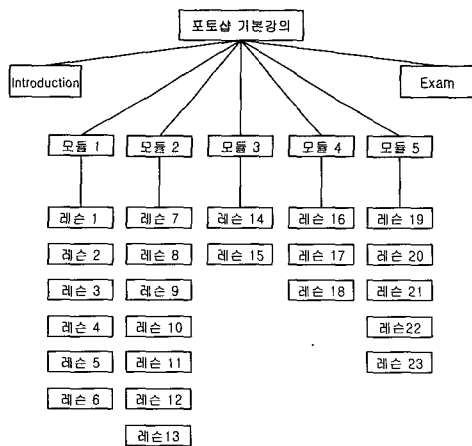 포토샵 기본강의
Introduction
Exam
모듈 1
모듈 2
모듈 3
모듈 4
모듈 5
레슨 1
레슨 7
레슨 14
레슨 16
레슨 19
레슨 2
레슨 8
레슨 15
레슨 17
레슨 20
레슨 3
레슨 9
레슨 18
레슨 21
레슨 4
레슨 10
레슨22
레슨 5
레슨 11
레슨 23
레슨 6
레슨 12
레슨13